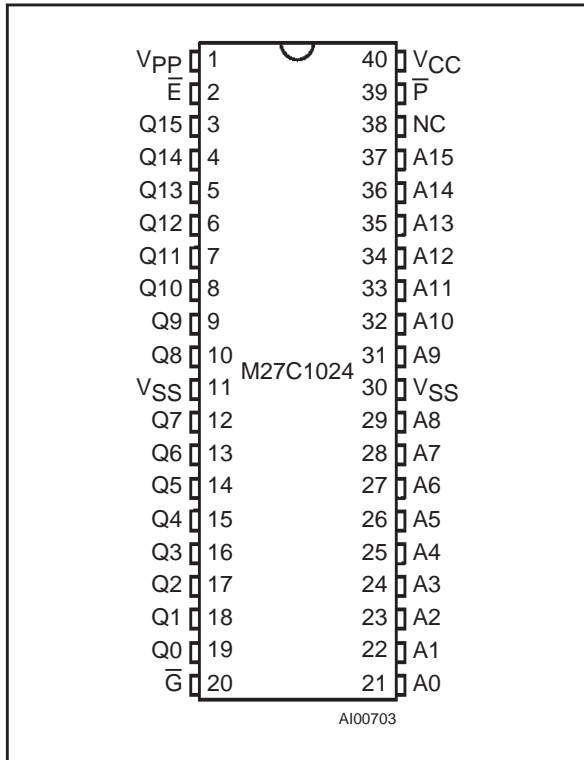 VPP 1 40 VCC
E̅ 2 39 P̅
Q15 3 38 NC
Q14 4 37 A15
Q13 5 36 A14
Q12 6 35 A13
Q11 7 34 A12
Q10 8 33 A11
Q9 9 32 A10
Q8 10 31 A9
M27C1024
VSS 11 30 VSS
Q7 12 29 A8
Q6 13 28 A7
Q5 14 27 A6
Q4 15 26 A5
Q3 16 25 A4
Q2 17 24 A3
Q1 18 23 A2
Q0 19 22 A1
G̅ 20 21 A0
AI00703